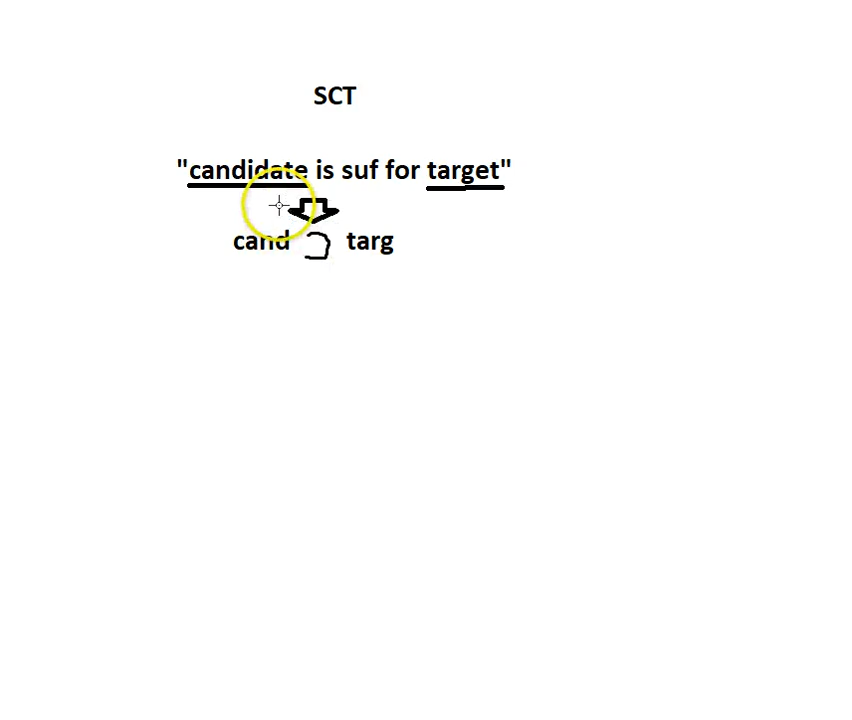 SCT
"candidate is suf for target"
cand ⊃ targ